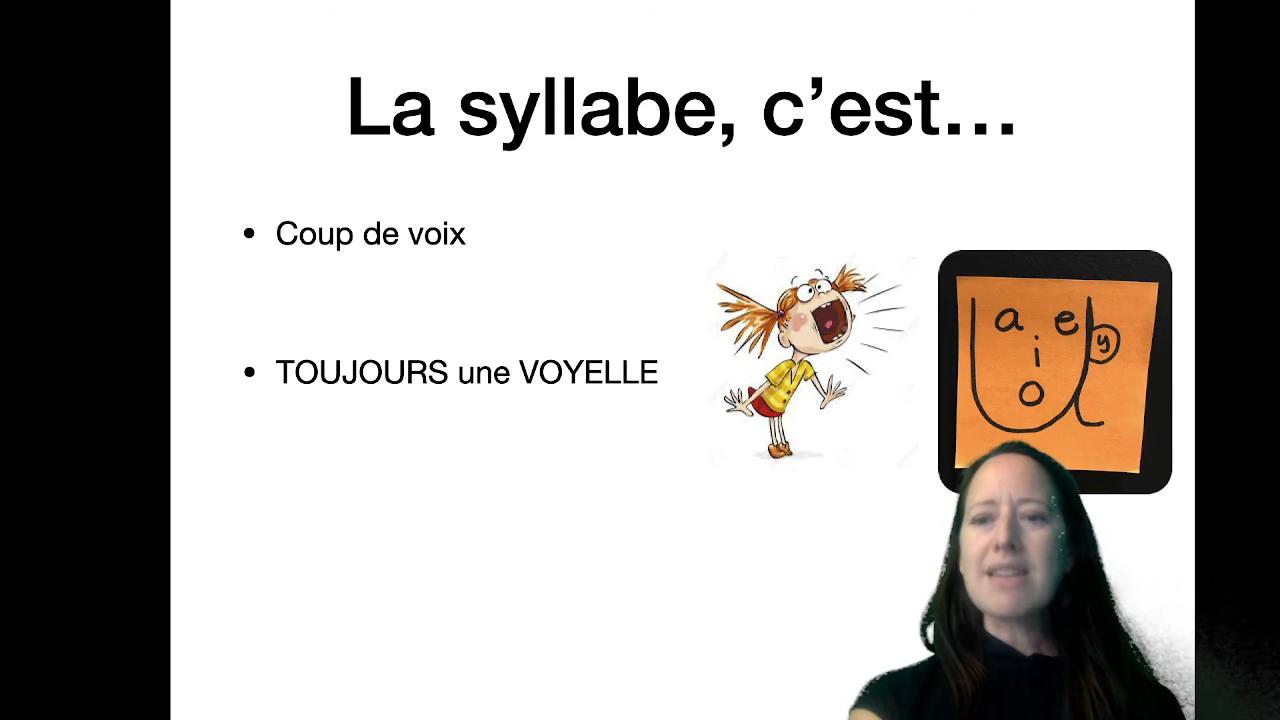 La syllabe, c’est…
• Coup de voix
• TOUJOURS une VOYELLE
a e y
i
o
u